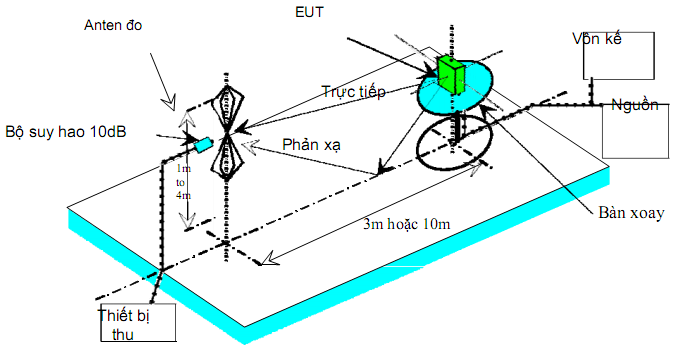 EUT
Anten đo
Vôn kế
Trực tiếp
Nguồn
Bộ suy hao 10dB
Phản xạ
1m
to
4m
Bàn xoay
3m hoặc 10m
Thiết bị
thu